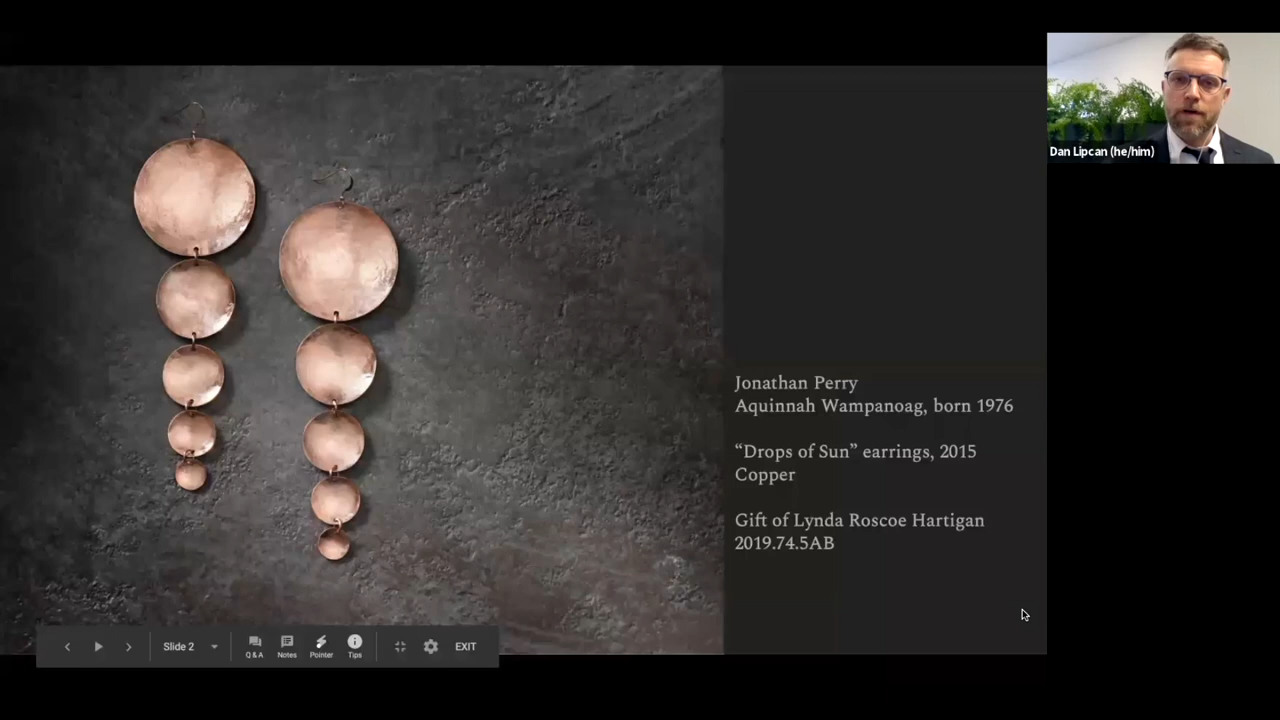 Dan Lipcan (he/him)
Jonathan Perry
Aquinnah Wampanoag, born 1976
“Drops of Sun” earrings, 2015
Copper
Gift of Lynda Roscoe Hartigan
2019.74.5AB
Slide 2
Q & A
Notes
Pointer
Tips
EXIT